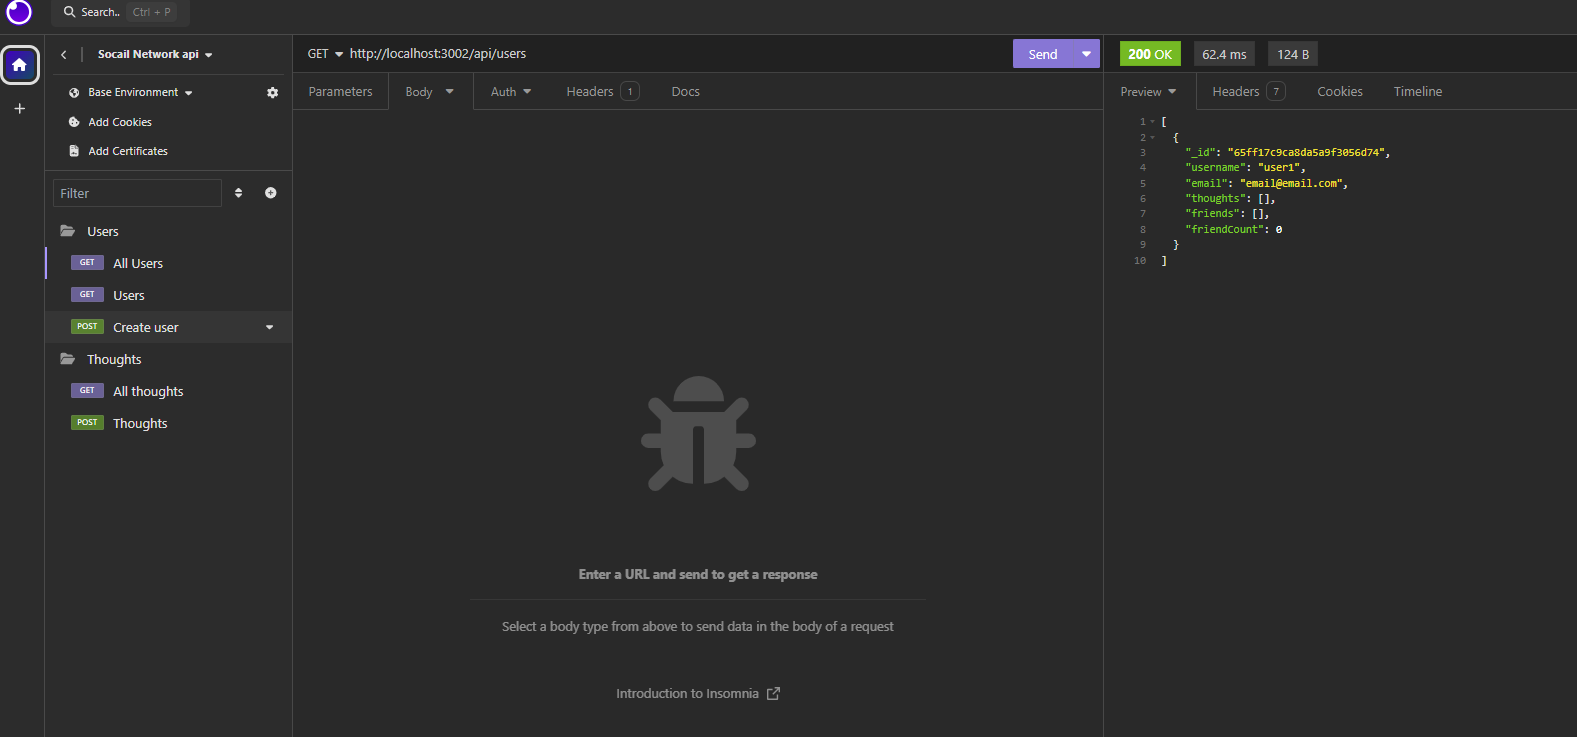 Search..
Ctrl + P
Socail Network api
Base Environment
Add Cookies
Add Certificates
Filter
Users
GET All Users
GET Users
POST Create user
Thoughts
GET All thoughts
POST Thoughts
GET http://localhost:3002/api/users
Send
Parameters
Body
Auth
Headers 1
Docs
Enter a URL and send to get a response
Select a body type from above to send data in the body of a request
Introduction to Insomnia
200 OK
62.4 ms
124 B
Preview
Headers 7
Cookies
Timeline
1 [
2 {
3 "_id": "65ff17c9ca8da5a9f3056d74",
4 "username": "user1",
5 "email": "email@email.com",
6 "thoughts": [],
7 "friends": [],
8 "friendCount": 0
9 }
10 ]